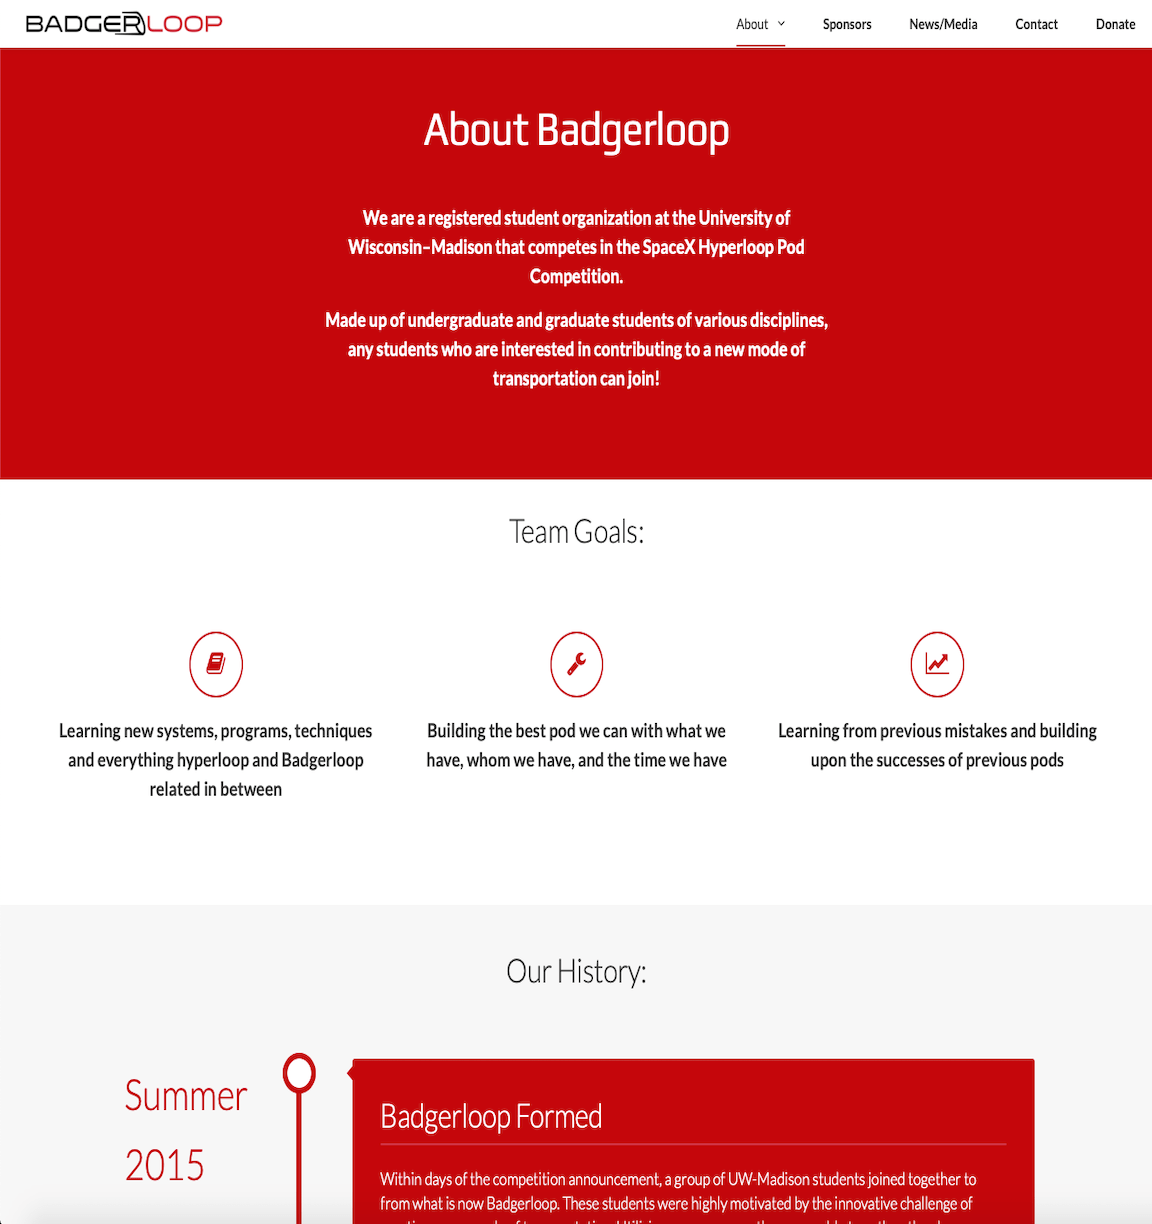 BADGERLOOP
About
Sponsors
News/Media
Contact
Donate
About Badgerloop
We are a registered student organization at the University of
Wisconsin–Madison that competes in the SpaceX Hyperloop Pod
Competition.
Made up of undergraduate and graduate students of various disciplines,
any students who are interested in contributing to a new mode of
transportation can join!
Team Goals:
Learning new systems, programs, techniques
and everything hyperloop and Badgerloop
related in between
Building the best pod we can with what we
have, whom we have, and the time we have
Learning from previous mistakes and building
upon the successes of previous pods
Our History:
Summer
2015
Badgerloop Formed
Within days of the competition announcement, a group of UW-Madison students joined together to
from what is now Badgerloop. These students were highly motivated by the innovative challenge of